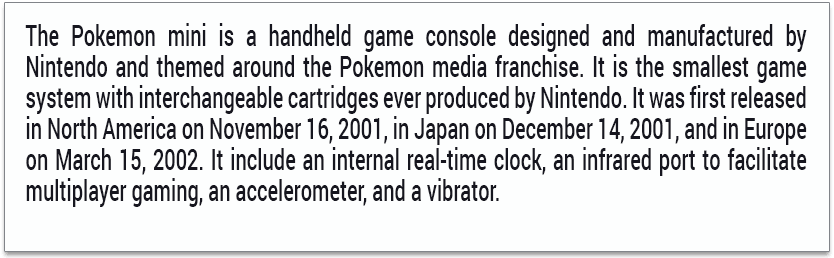 The Pokemon mini is a handheld game console designed and manufactured by
Nintendo and themed around the Pokemon media franchise. It is the smallest game
system with interchangeable cartridges ever produced by Nintendo. It was first released
in North America on November 16, 2001, in Japan on December 14, 2001, and in Europe
on March 15, 2002. It include an internal real-time clock, an infrared port to facilitate
multiplayer gaming, an accelerometer, and a vibrator.